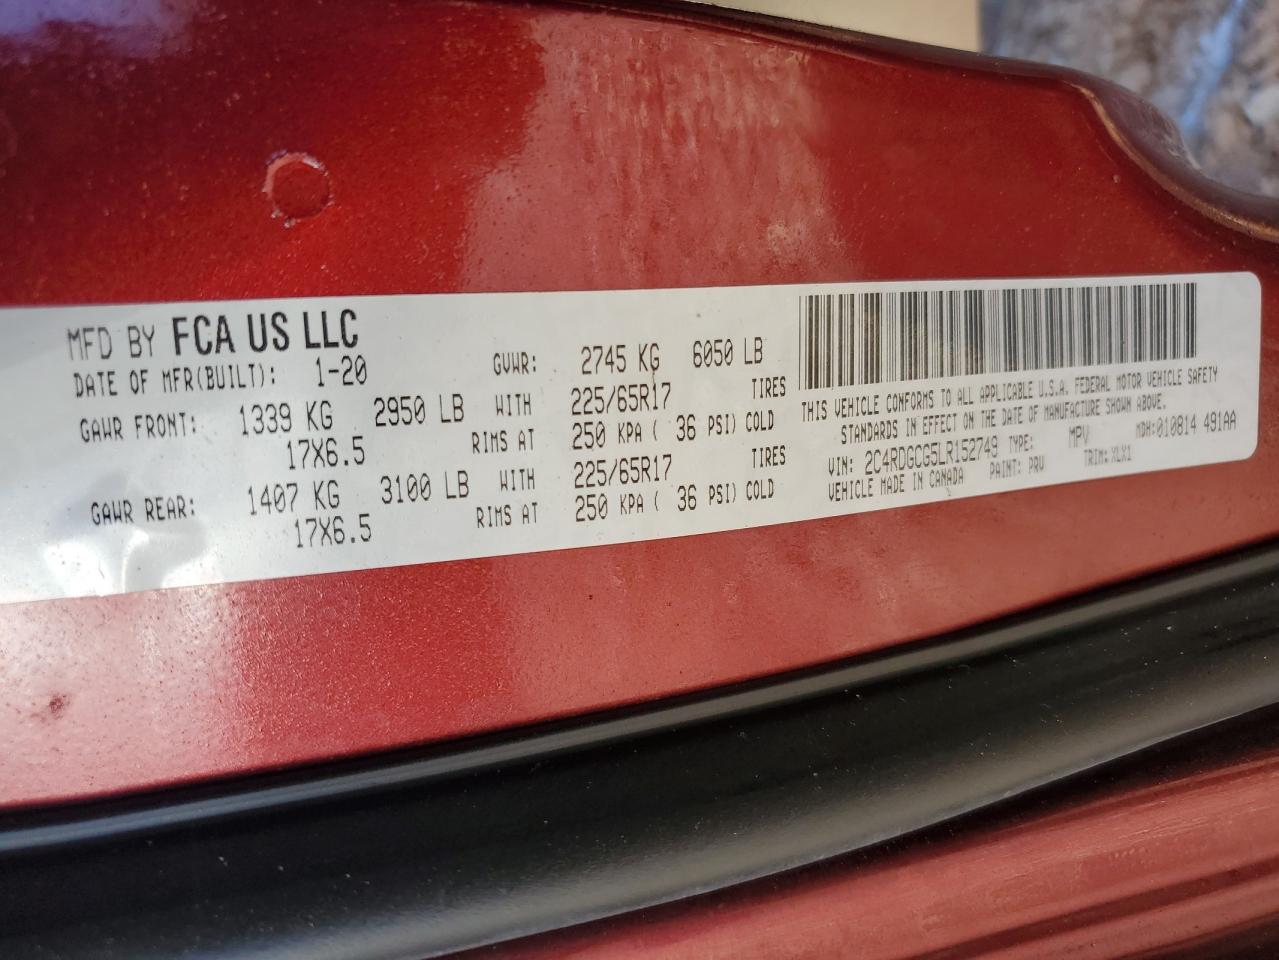 MFD BY FCA US LLC
DATE OF MFR(BUILT): 1-20 GVWR: 2745 KG 6050 LB
GAWR FRONT: 1339 KG 2950 LB WITH 225/65R17 TIRES
17X6.5 RIMS AT 250 KPA ( 36 PSI) COLD
GAWR REAR: 1407 KG 3100 LB WITH 225/65R17 TIRES
17X6.5 RIMS AT 250 KPA ( 36 PSI) COLD
THIS VEHICLE CONFORMS TO ALL APPLICABLE U.S.A. FEDERAL MOTOR VEHICLE SAFETY
STANDARDS IN EFFECT ON THE DATE OF MANUFACTURE SHOWN ABOVE.
VIN: 2C4RDGCG5LR152749 TYPE: MPV MDH:010814 491AA
VEHICLE MADE IN CANADA PAINT: PRV TRIM:XLX1